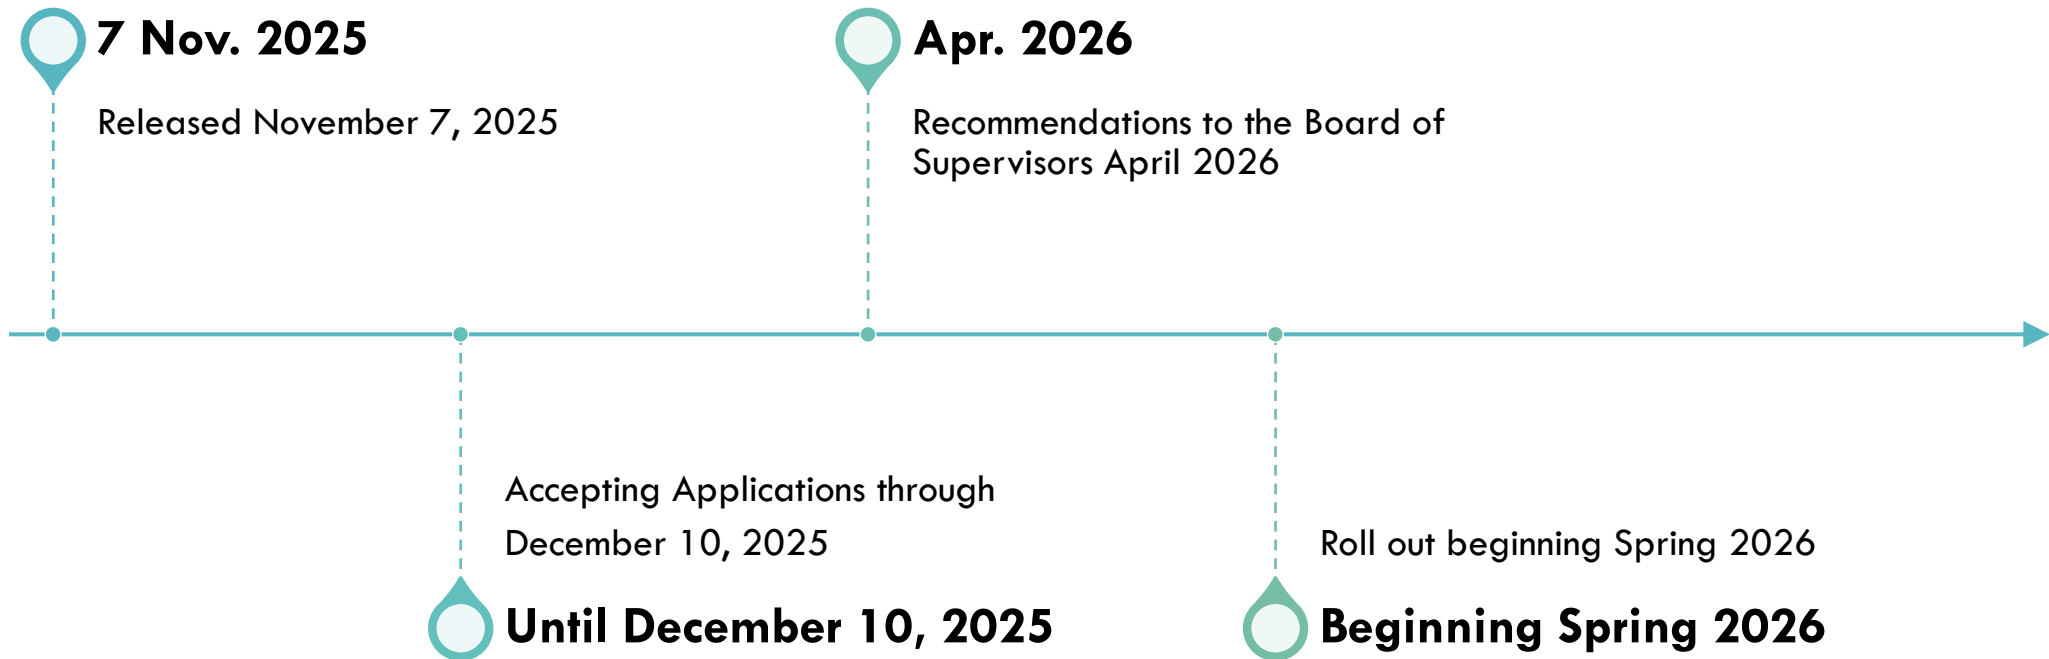 7 Nov. 2025
Released November 7, 2025
Apr. 2026
Recommendations to the Board of
Supervisors April 2026
Accepting Applications through
December 10, 2025
Until December 10, 2025
Roll out beginning Spring 2026
Beginning Spring 2026